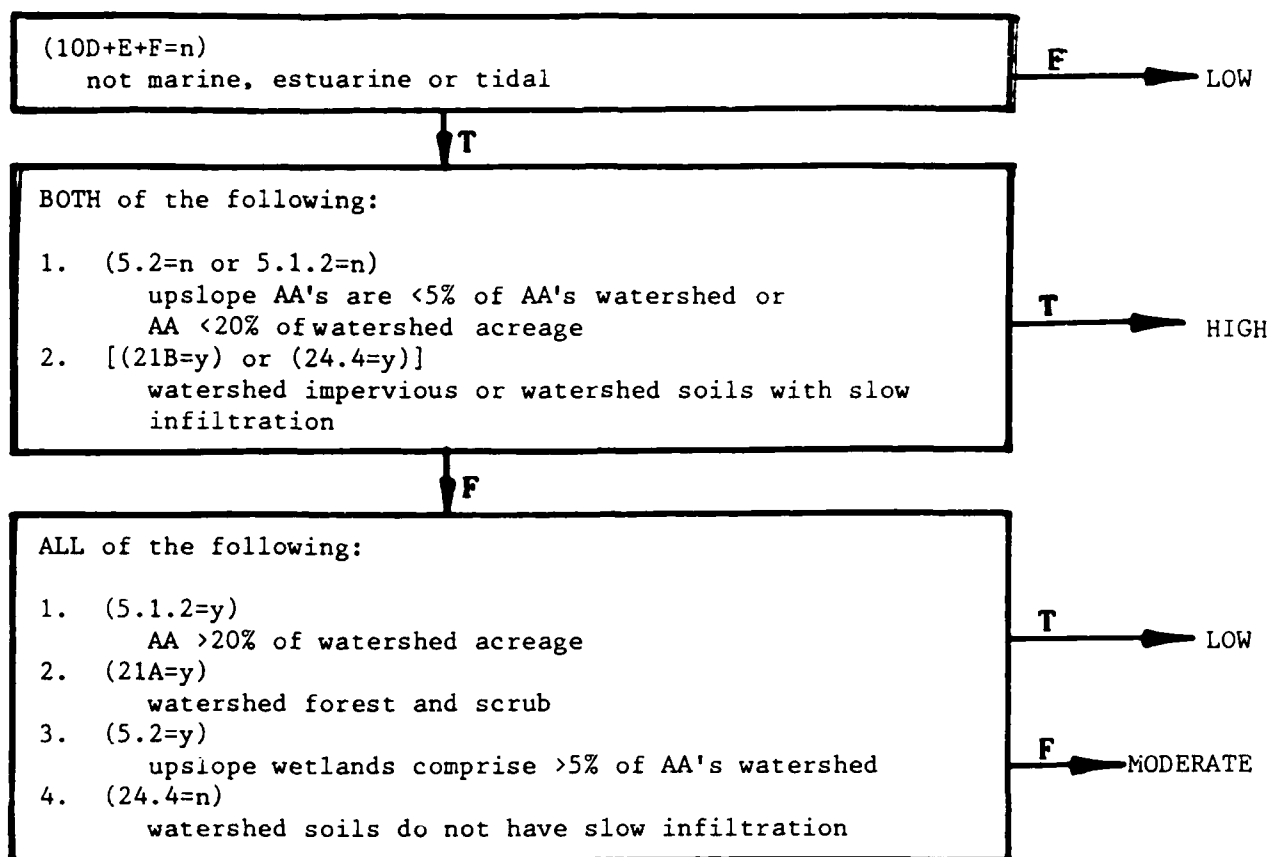 (10D+E+F=n)
not marine, estuarine or tidal
F
LOW
T
BOTH of the following:
1. (5.2=n or 5.1.2=n)
upslope AA's are <5% of AA's watershed or
AA <20% of watershed acreage
T
HIGH
2. [(21B=y) or (24.4=y)]
watershed impervious or watershed soils with slow
infiltration
F
ALL of the following:
1. (5.1.2=y)
AA >20% of watershed acreage
T
LOW
2. (21A=y)
watershed forest and scrub
3. (5.2=y)
upslope wetlands comprise >5% of AA's watershed
F
MODERATE
4. (24.4=n)
watershed soils do not have slow infiltration